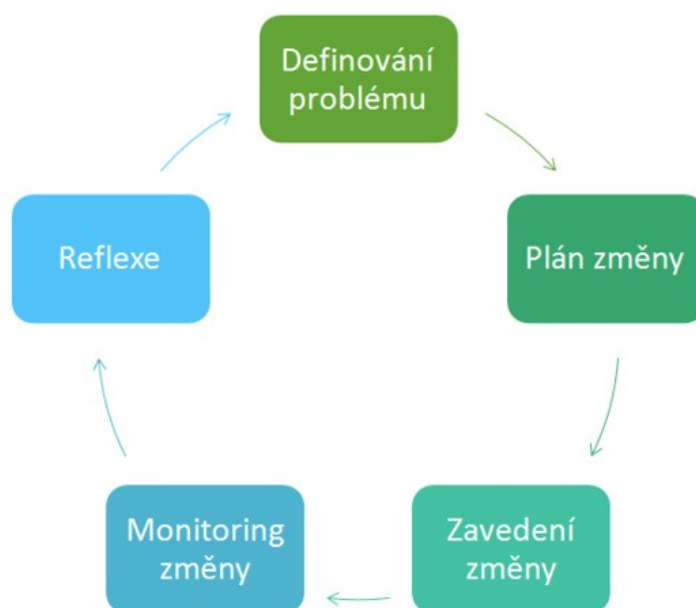 Definování
problému
Plán změny
Zavedení
změny
Monitoring
změny
Reflexe